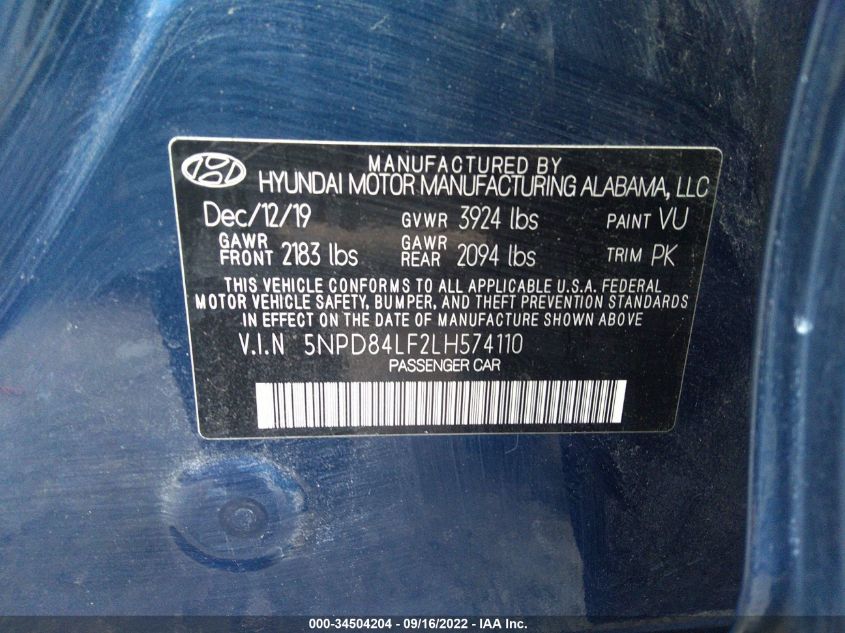 MANUFACTURED BY
HYUNDAI MOTOR MANUFACTURING ALABAMA, LLC
Dec/12/19 GVWR 3924 lbs PAINT VU
GAWR FRONT 2183 lbs GAWR REAR 2094 lbs TRIM PK
THIS VEHICLE CONFORMS TO ALL APPLICABLE U.S.A. FEDERAL
MOTOR VEHICLE SAFETY, BUMPER, AND THEFT PREVENTION STANDARDS
IN EFFECT ON THE DATE OF MANUFACTURE SHOWN ABOVE
V.I.N 5NPD84LF2LH574110
PASSENGER CAR
000-34504204 - 09/16/2022 - IAA Inc.